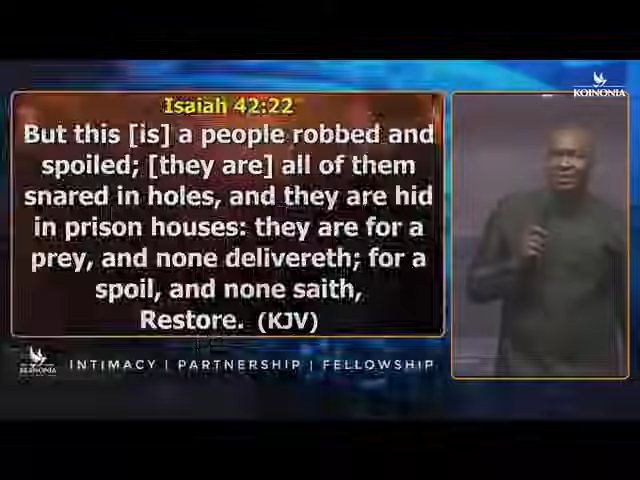 Isaiah 42:22
But this [is] a people robbed and
spoiled; [they are] all of them
snared in holes, and they are hid
in prison houses: they are for a
prey, and none delivereth; for a
spoil, and none saith,
Restore. (KJV)
KOINONIA
KOINONIA
INTIMACY | PARTNERSHIP | FELLOWSHIP